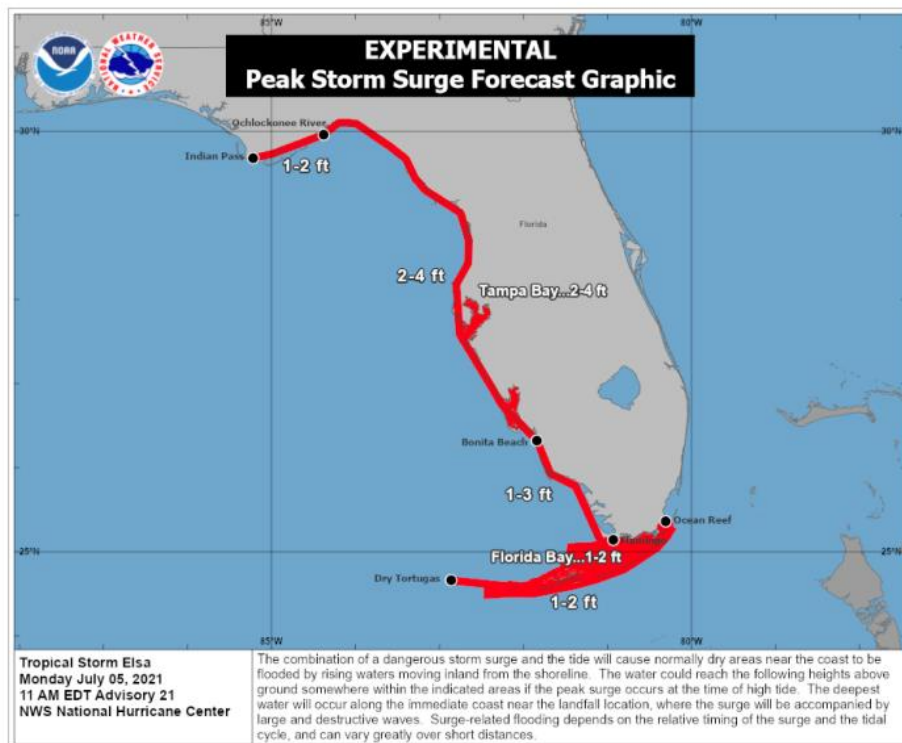 85°W
80°W
NOAA
NATIONAL WEATHER SERVICE
EXPERIMENTAL
Peak Storm Surge Forecast Graphic
30°N
30°N
Ochlockonee River
Indian Pass
1-2 ft
Florida
2-4 ft
Tampa Bay...2-4 ft
Bonita Beach
1-3 ft
Ocean Reef
25°N
25°N
Florida Bay...1-2 ft
Dry Tortugas
1-2 ft
85°W
80°W
Tropical Storm Elsa
Monday July 05, 2021
11 AM EDT Advisory 21
NWS National Hurricane Center
The combination of a dangerous storm surge and the tide will cause normally dry areas near the coast to be
flooded by rising waters moving inland from the shoreline. The water could reach the following heights above
ground somewhere within the indicated areas if the peak surge occurs at the time of high tide. The deepest
water will occur along the immediate coast near the landfall location, where the surge will be accompanied by
large and destructive waves. Surge-related flooding depends on the relative timing of the surge and the tidal
cycle, and can vary greatly over short distances.